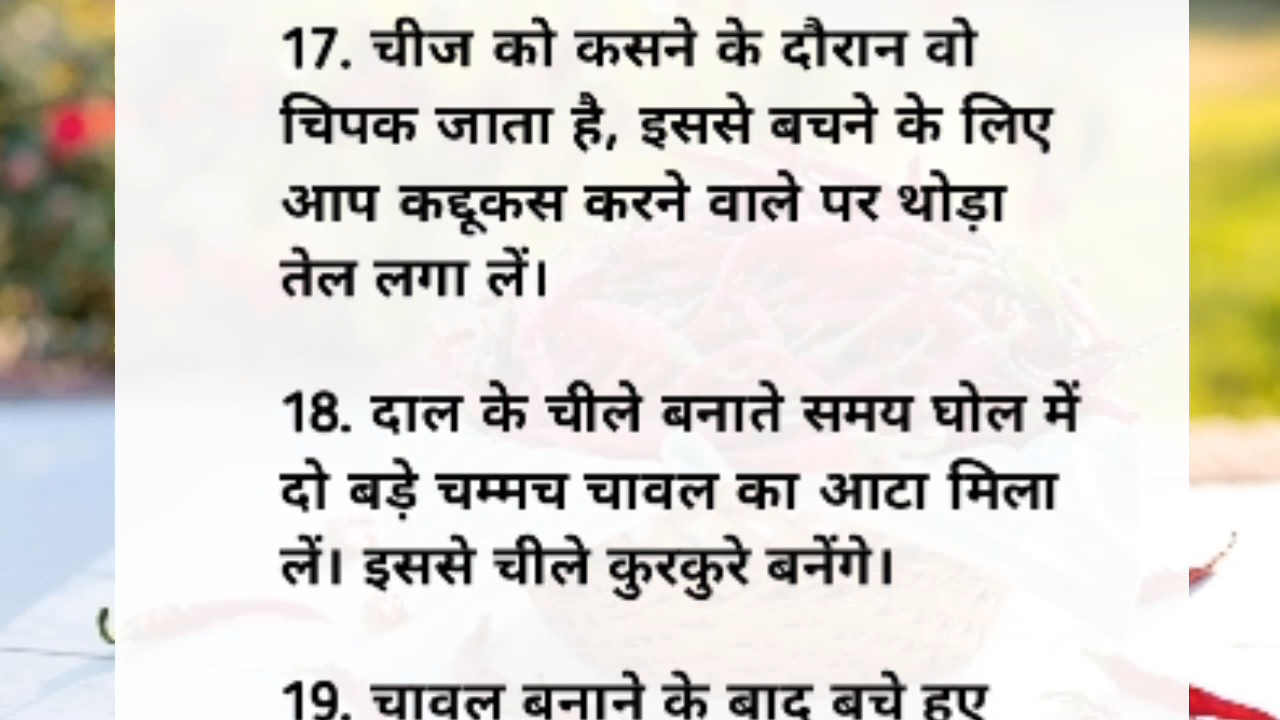 17. चीज को कसने के दौरान वो
चिपक जाता है, इससे बचने के लिए
आप कद्दूकस करने वाले पर थोड़ा
तेल लगा लें।
18. दाल के चीले बनाते समय घोल में
दो बड़े चम्मच चावल का आटा मिला
लें। इससे चीले कुरकुरे बनेंगे।
19. चावल बनाने के बाद बचे हुए